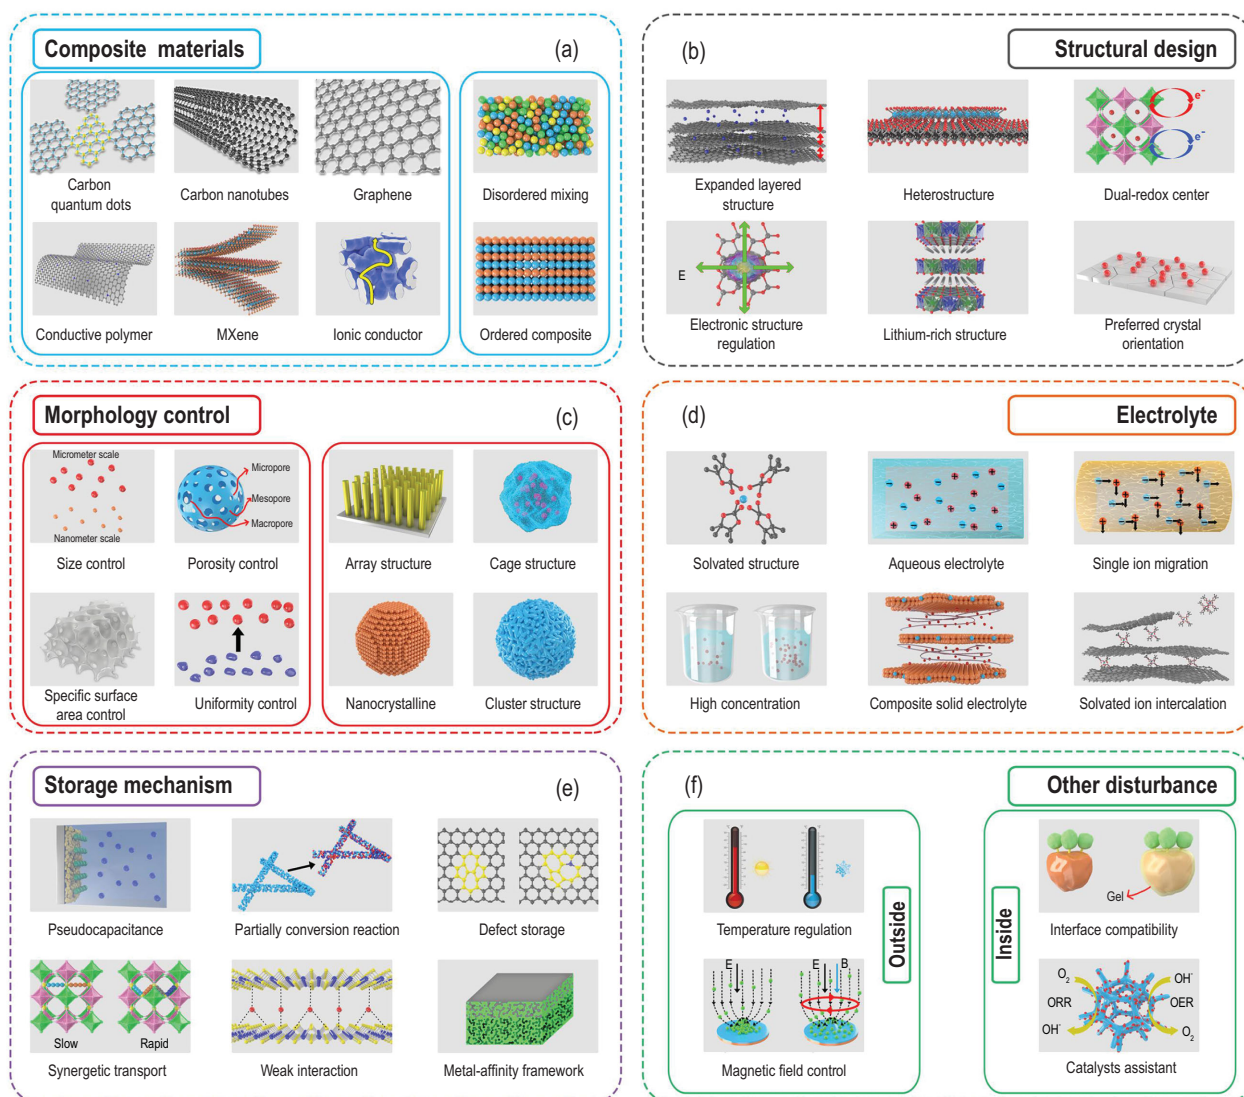 Composite materials
(a)
Carbon
quantum dots
Carbon nanotubes
Graphene
Disordered mixing
Conductive polymer
MXene
Ionic conductor
Ordered composite
(b)
Structural design
e⁻
e⁻
Expanded layered
structure
Heterostructure
Dual-redox center
E
Electronic structure
regulation
Lithium-rich structure
Preferred crystal
orientation
Morphology control
(c)
Micrometer scale
Nanometer scale
Micropore
Mesopore
Macropore
Size control
Porosity control
Array structure
Cage structure
Specific surface
area control
Uniformity control
Nanocrystalline
Cluster structure
(d)
Electrolyte
Solvated structure
Aqueous electrolyte
Single ion migration
High concentration
Composite solid electrolyte
Solvated ion intercalation
Storage mechanism
(e)
Pseudocapacitance
Partially conversion reaction
Defect storage
Slow
Rapid
Synergetic transport
Weak interaction
Metal-affinity framework
(f)
Other disturbance
Temperature regulation
E
E
B
Magnetic field control
Outside
Inside
Gel
Interface compatibility
O₂
OH⁻
ORR
OER
OH⁻
O₂
Catalysts assistant